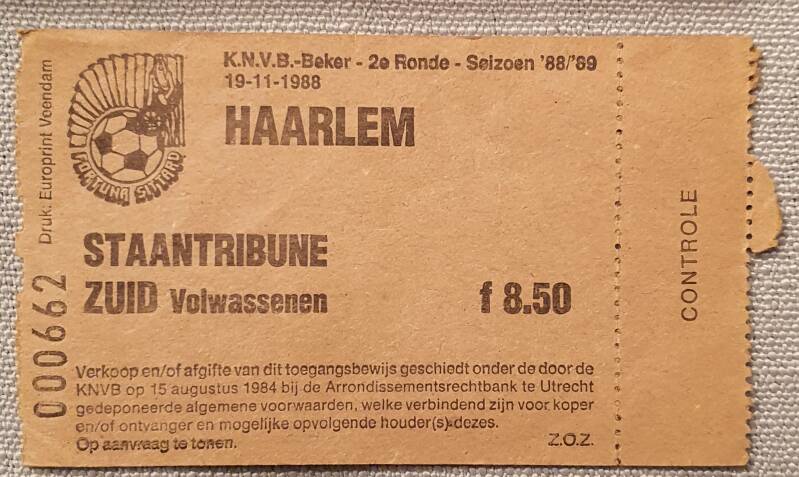 K.N.V.B.-Beker - 2e Ronde - Seizoen '88/'89
19-11-1988
HAARLEM
FORTUNA SITTARD
Druk: Europrint Veendam
STAANTRIBUNE
ZUID Volwassenen f 8.50
000662
CONTROLE
Verkoop en/of afgifte van dit toegangsbewijs geschiedt onder de door de
KNVB op 15 augustus 1984 bij de Arrondissementsrechtbank te Utrecht
gedeponeerde algemene voorwaarden, welke verbindend zijn voor koper
en/of ontvanger en mogelijke opvolgende houder(s) dezes.
Op aanvraag te tonen. Z.O.Z.